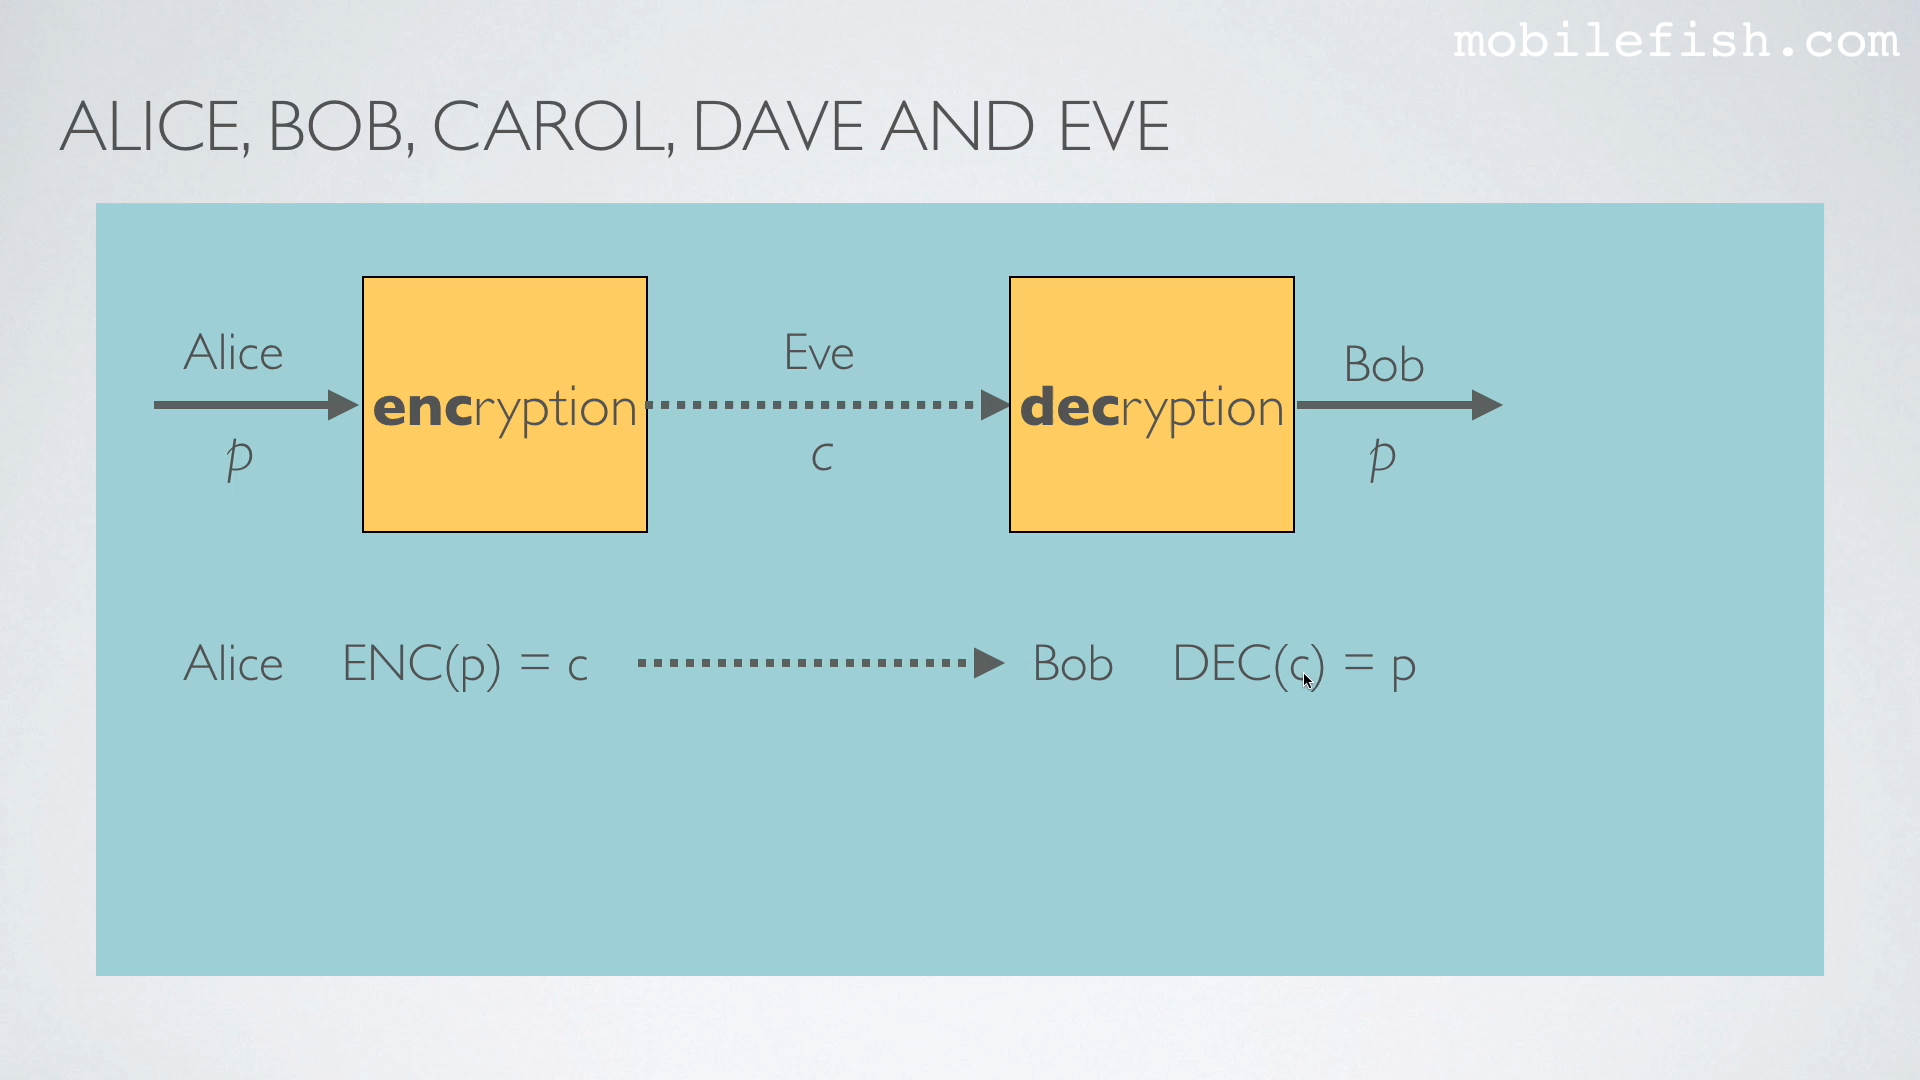 mobilefish.com
ALICE, BOB, CAROL, DAVE AND EVE
Alice
Eve
Bob
encryption
decryption
p
c
p
Alice ENC(p) = c
Bob DEC(c) = p